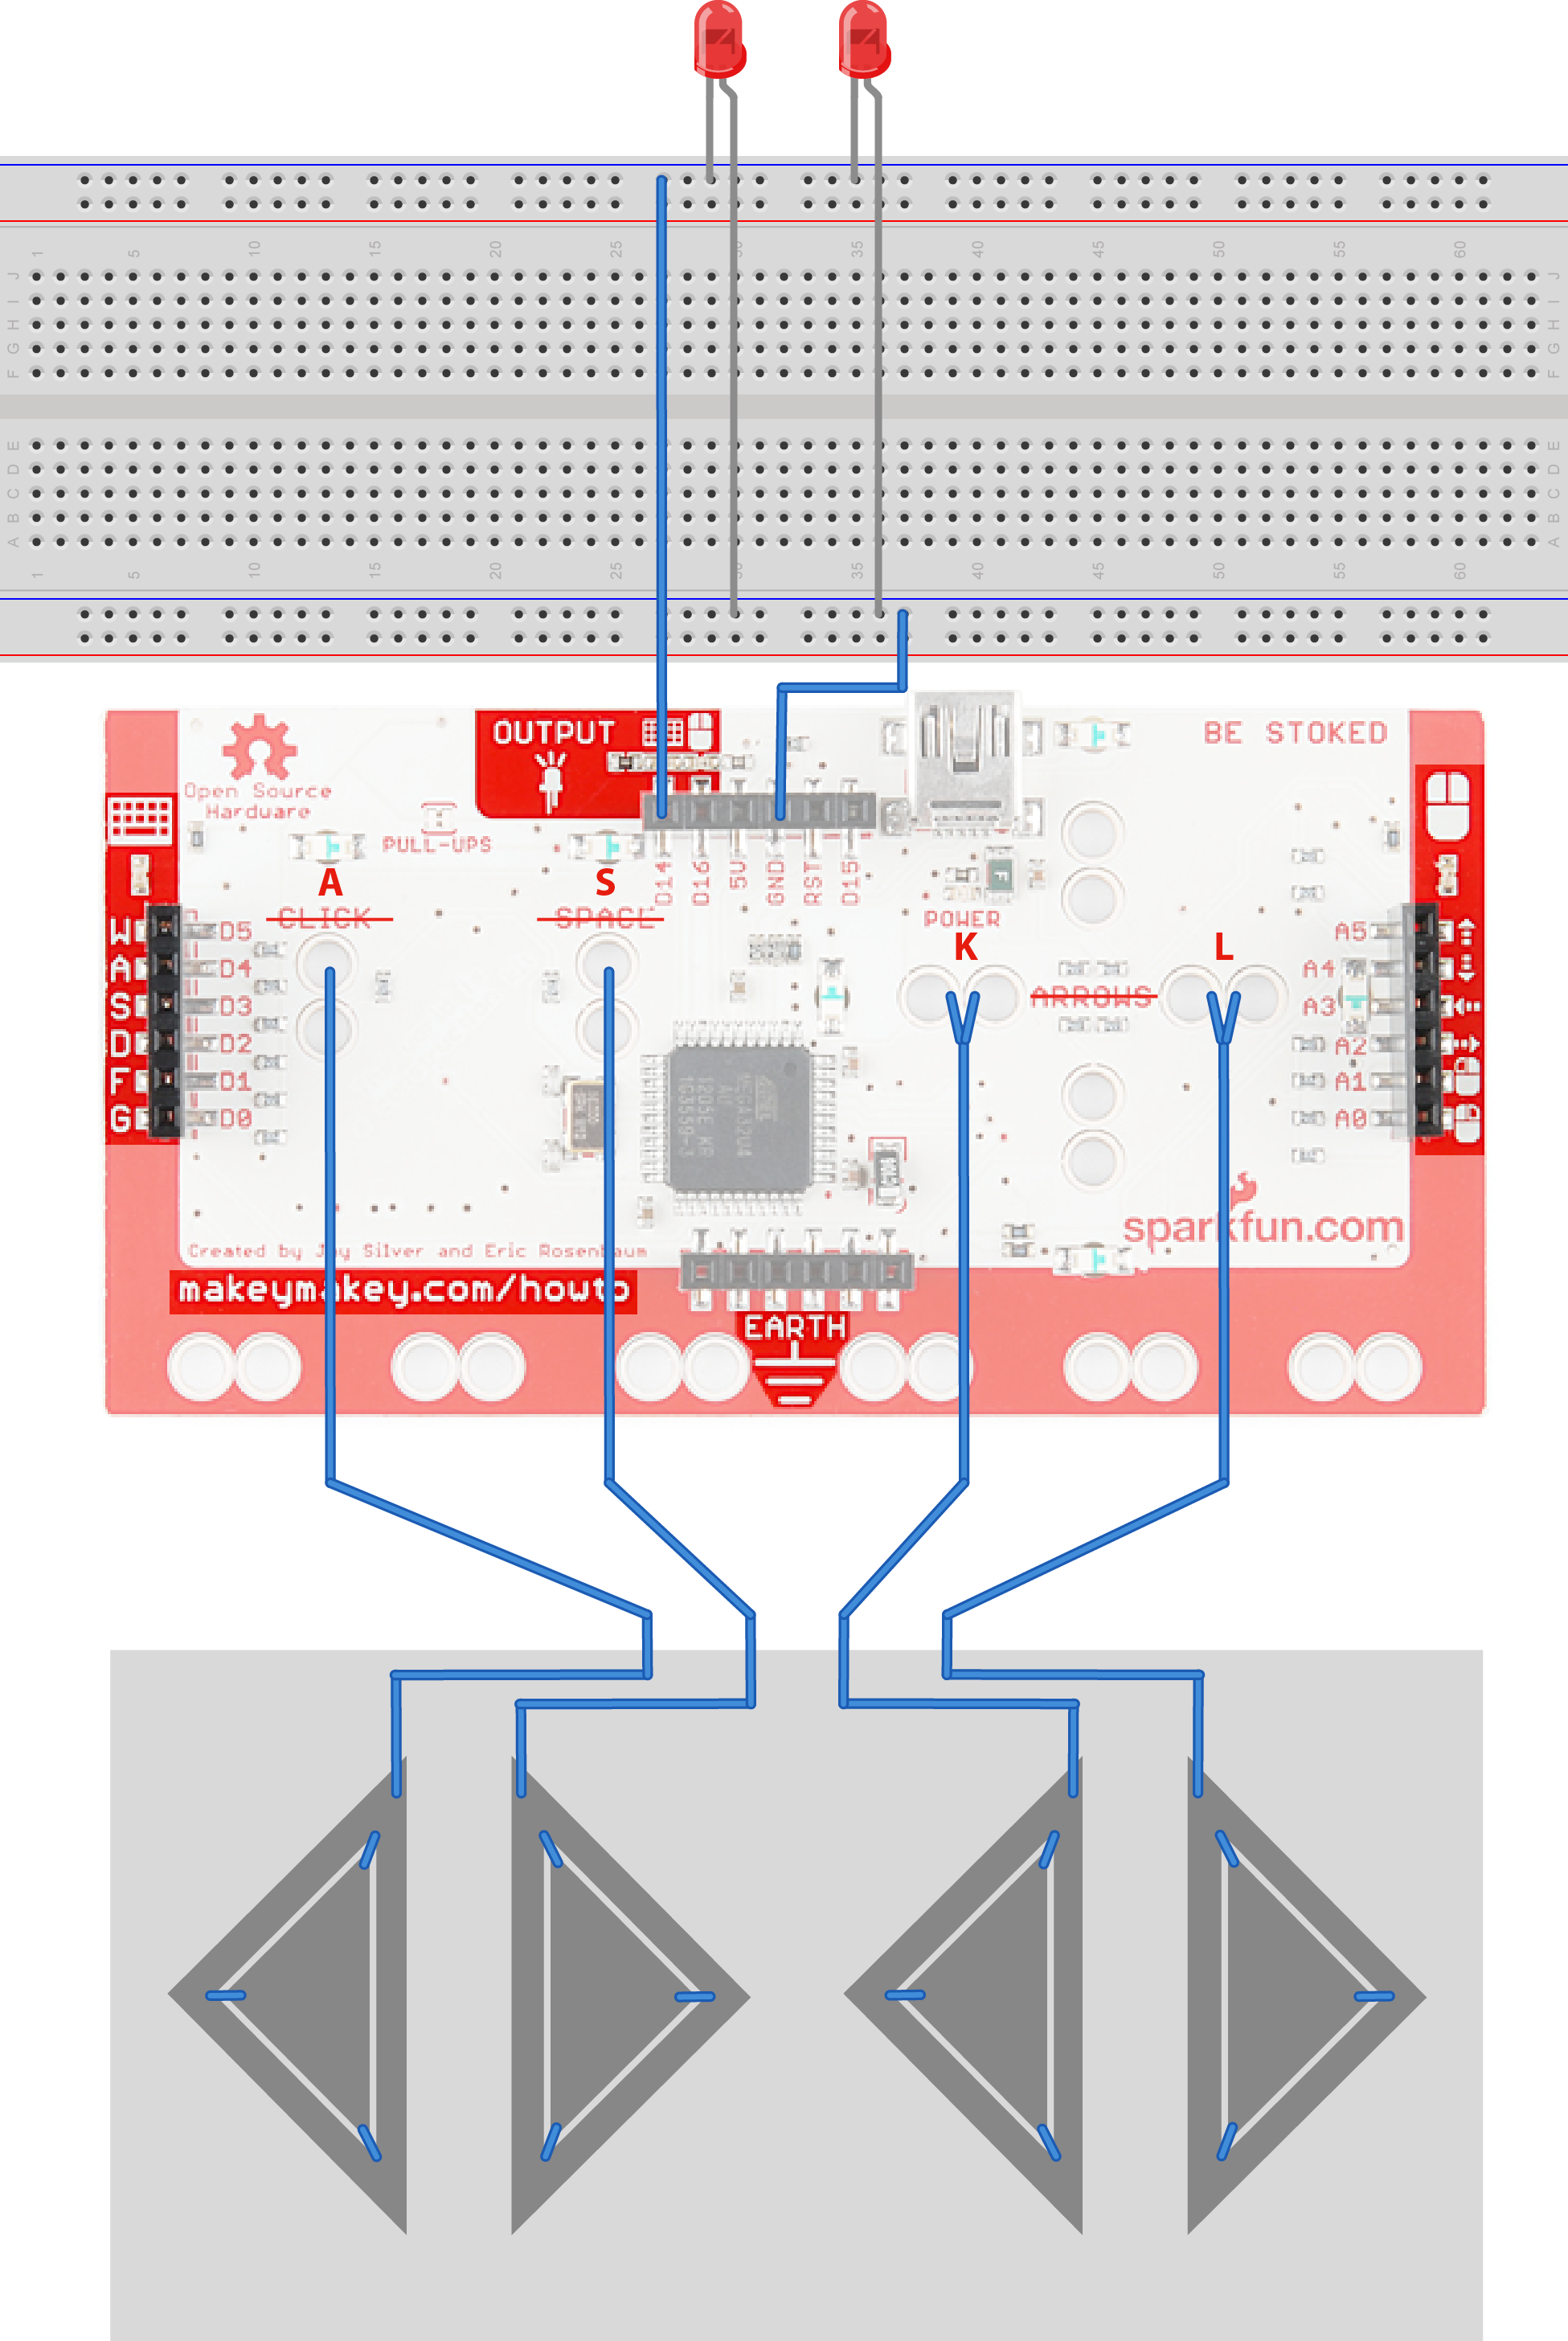 1 5 10 15 20 25 30 35 40 45 50 55 60
J J
I I
H H
G G
F F
E E
D D
C C
B B
A A
1 5 10 15 20 25 30 35 40 45 50 55 60
OUTPUT
BE STOKED
Open Source
Hardware
PULL-UPS
A
S
CLICK
SPACE
D14 D16 5V GND RST D15
POWER
K
L
ARROWS
W D5
A D4
S D3
D D2
F D1
G D0
A5
A4
A3
A2
A1
A0
F
sparkfun.com
Created by Jay Silver and Eric Rosenbaum
makeymakey.com/howto
EARTH